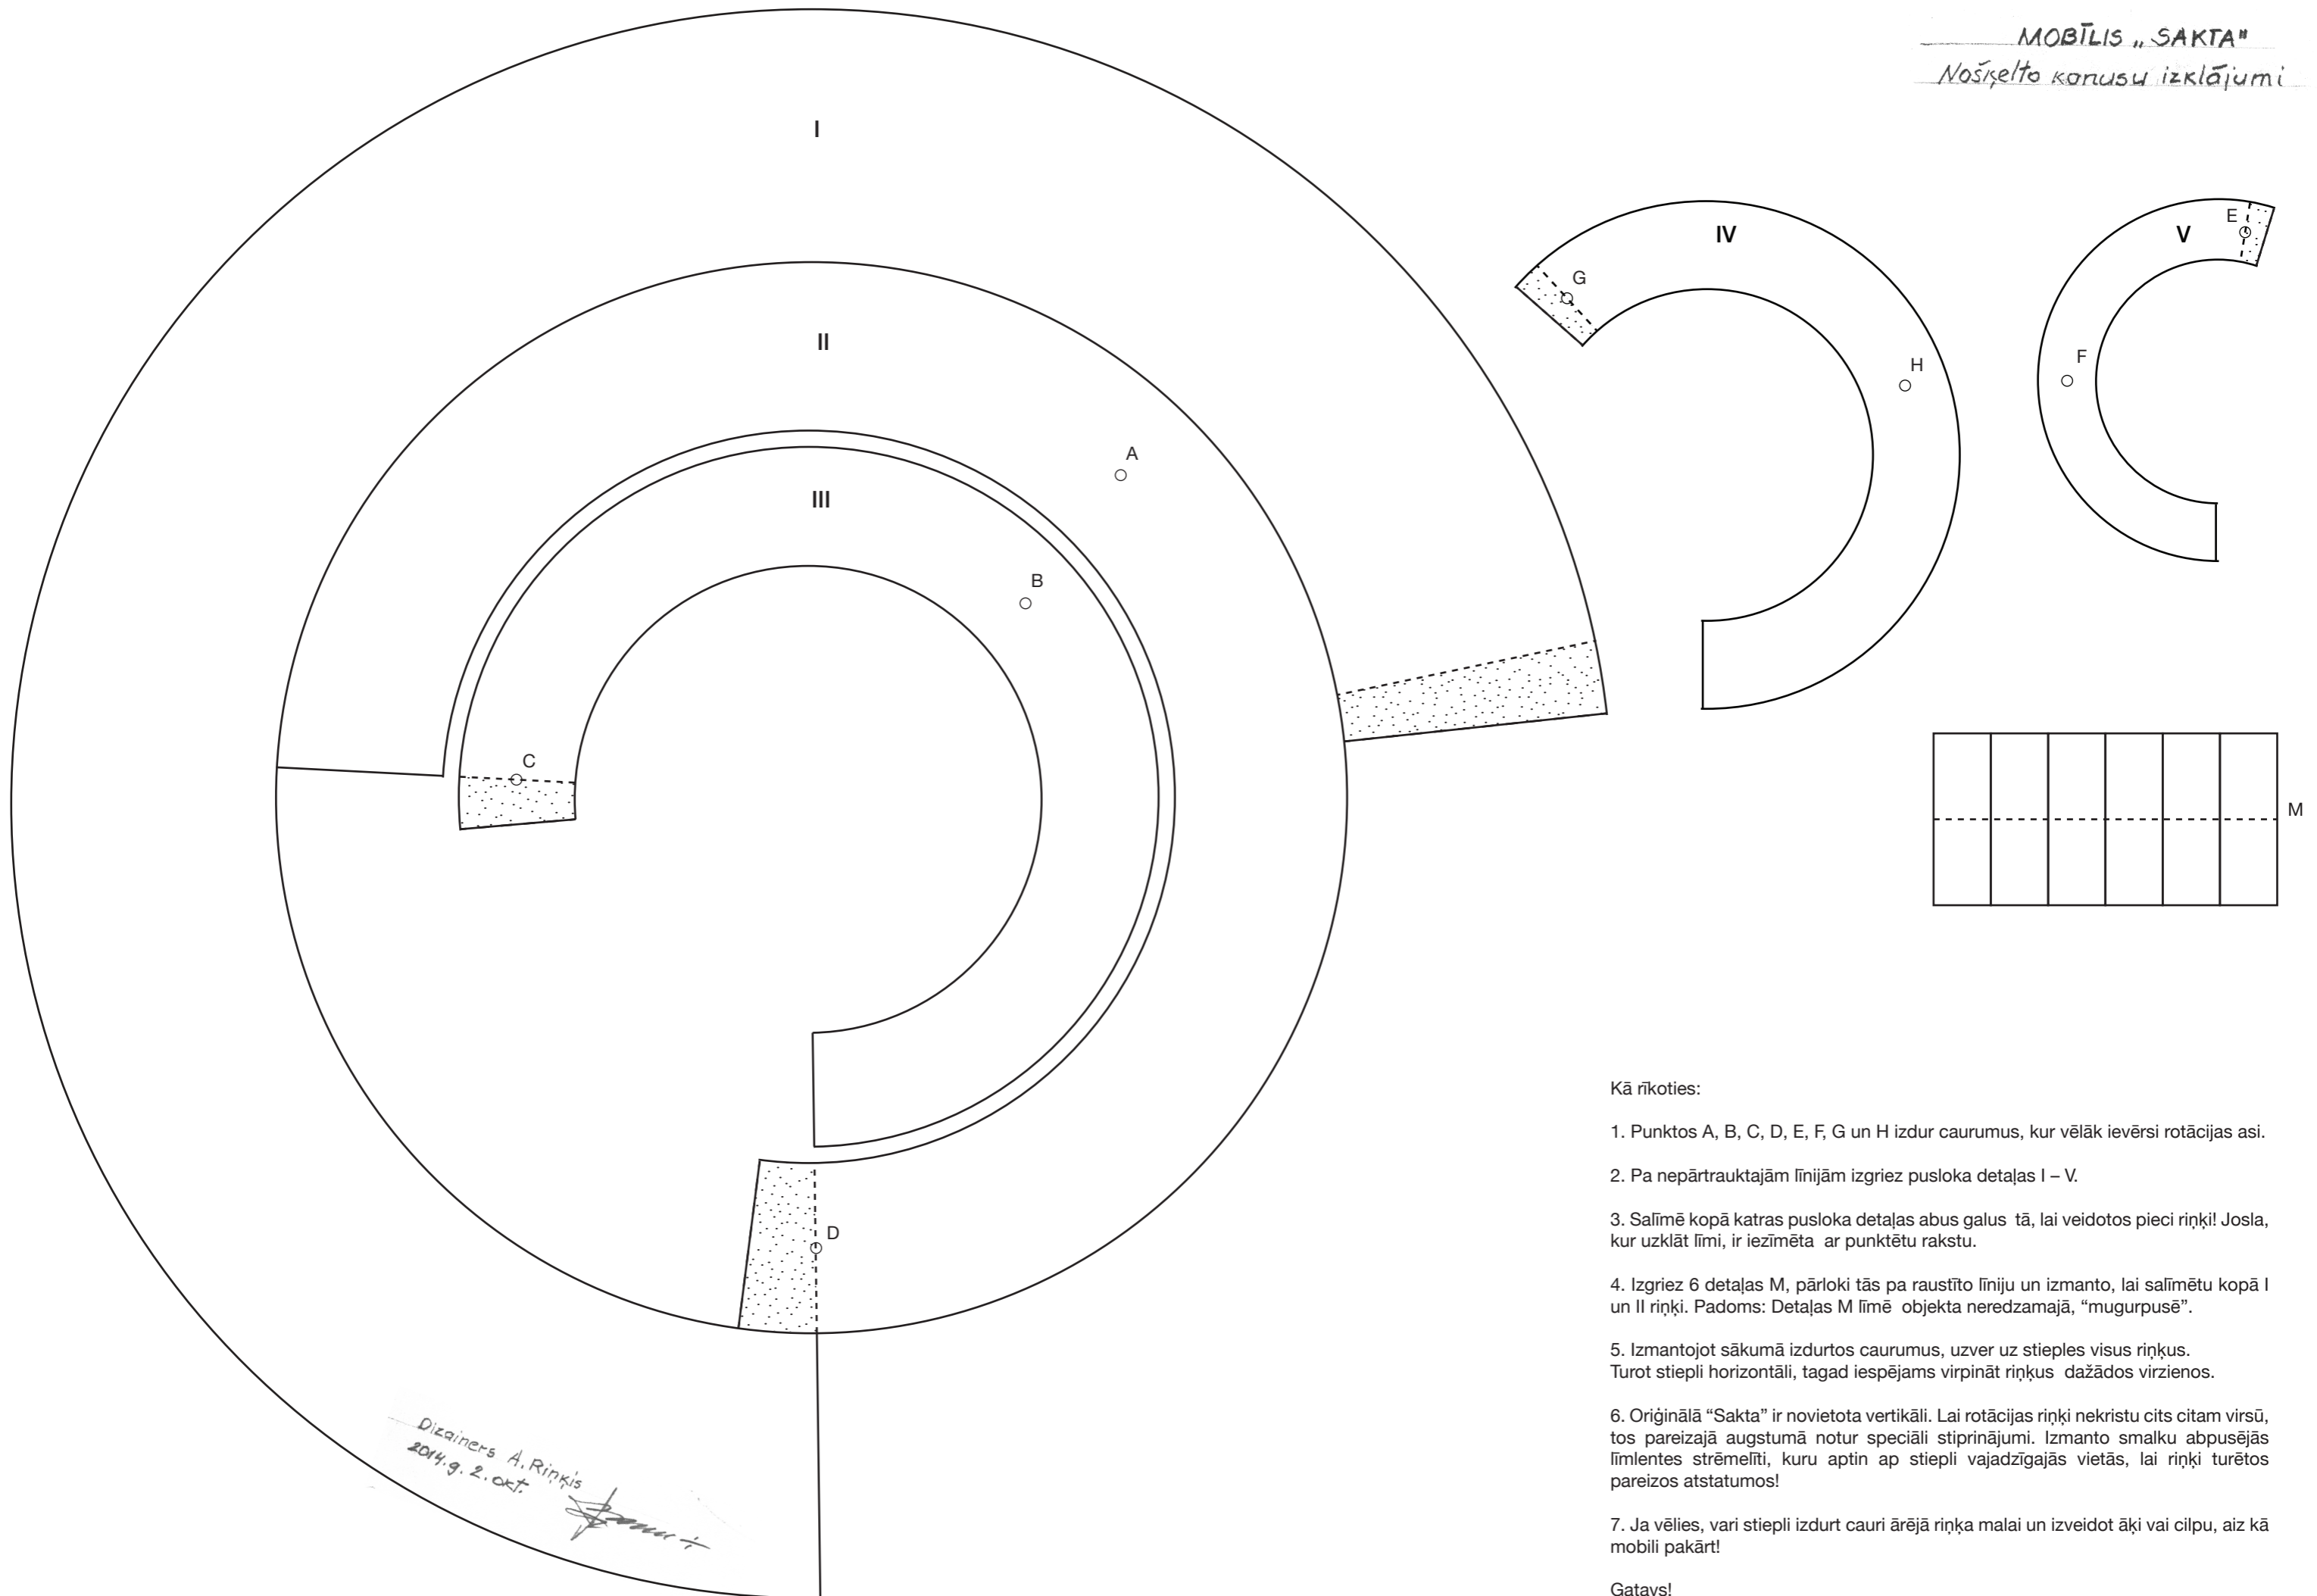 MOBĪLIS „SAKTA"
Nošķelto konusu izklājumi
I
II
III
IV
V
A
B
C
D
E
F
G
H
M
Kā rīkoties:
1. Punktos A, B, C, D, E, F, G un H izdur caurumus, kur vēlāk ievērsi rotācijas asi.
2. Pa nepārtrauktajām līnijām izgriez pusloka detaļas I – V.
3. Salīmē kopā katras pusloka detaļas abus galus tā, lai veidotos pieci riņķi! Josla,
kur uzklāt līmi, ir iezīmēta ar punktētu rakstu.
4. Izgriez 6 detaļas M, pārloki tās pa raustīto līniju un izmanto, lai salīmētu kopā I
un II riņķi. Padoms: Detaļas M līmē objekta neredzamajā, “mugurpusē”.
5. Izmantojot sākumā izdurtos caurumus, uzver uz stieples visus riņķus.
Turot stiepli horizontāli, tagad iespējams virpināt riņķus dažādos virzienos.
6. Oriģinālā “Sakta” ir novietota vertikāli. Lai rotācijas riņķi nekristu cits citam virsū,
tos pareizajā augstumā notur speciāli stiprinājumi. Izmanto smalku abpusējās
līmlentes strēmelīti, kuru aptin ap stiepli vajadzīgajās vietās, lai riņķi turētos
pareizos atstatumos!
7. Ja vēlies, vari stiepli izdurt cauri ārējā riņķa malai un izveidot āķi vai cilpu, aiz kā
mobili pakārt!
Gatavs!
Dizainers A. Riņķis
2014.g. 2. okt.